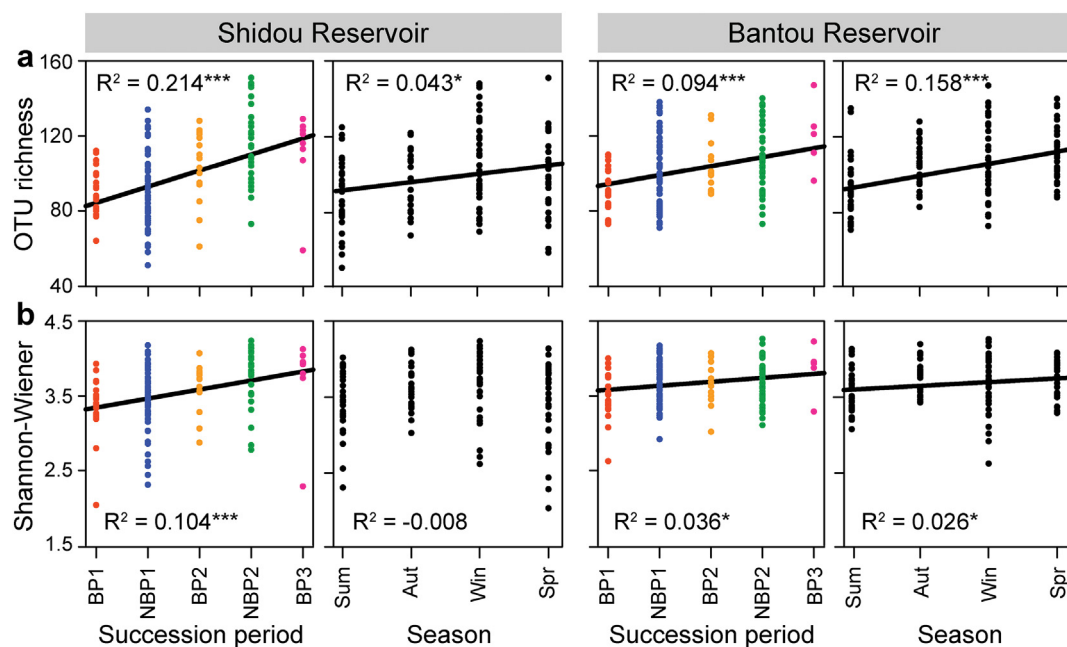 Shidou Reservoir
Bantou Reservoir
a
OTU richness
160
120
80
40
R² = 0.214***
R² = 0.043*
R² = 0.094***
R² = 0.158***
b
Shannon-Wiener
4.5
3.5
2.5
1.5
R² = 0.104***
R² = -0.008
R² = 0.036*
R² = 0.026*
BP1
NBP1
BP2
NBP2
BP3
Sum
Aut
Win
Spr
BP1
NBP1
BP2
NBP2
BP3
Sum
Aut
Win
Spr
Succession period
Season
Succession period
Season